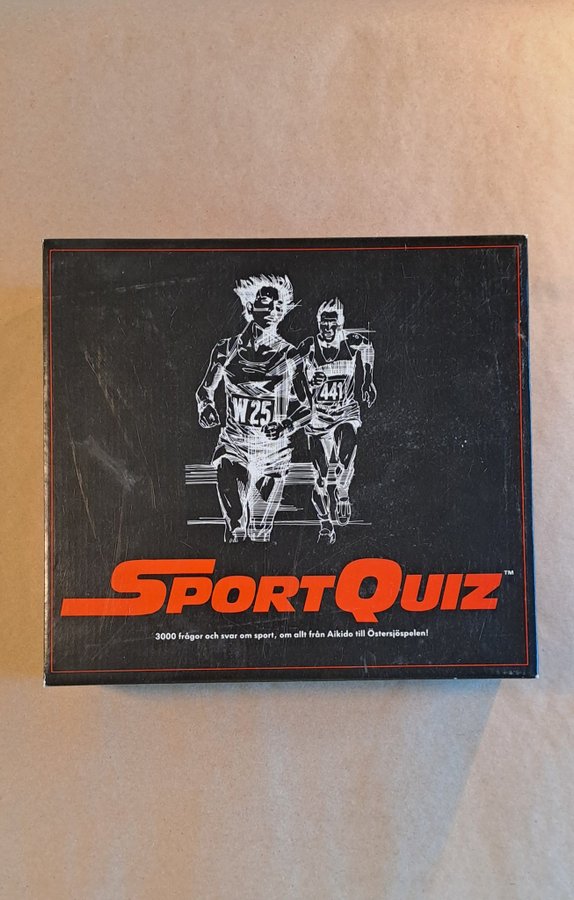 W25
441
SPORTQUIZ™
3000 frågor och svar om sport, om allt från Aikido till Östersjöspelen!